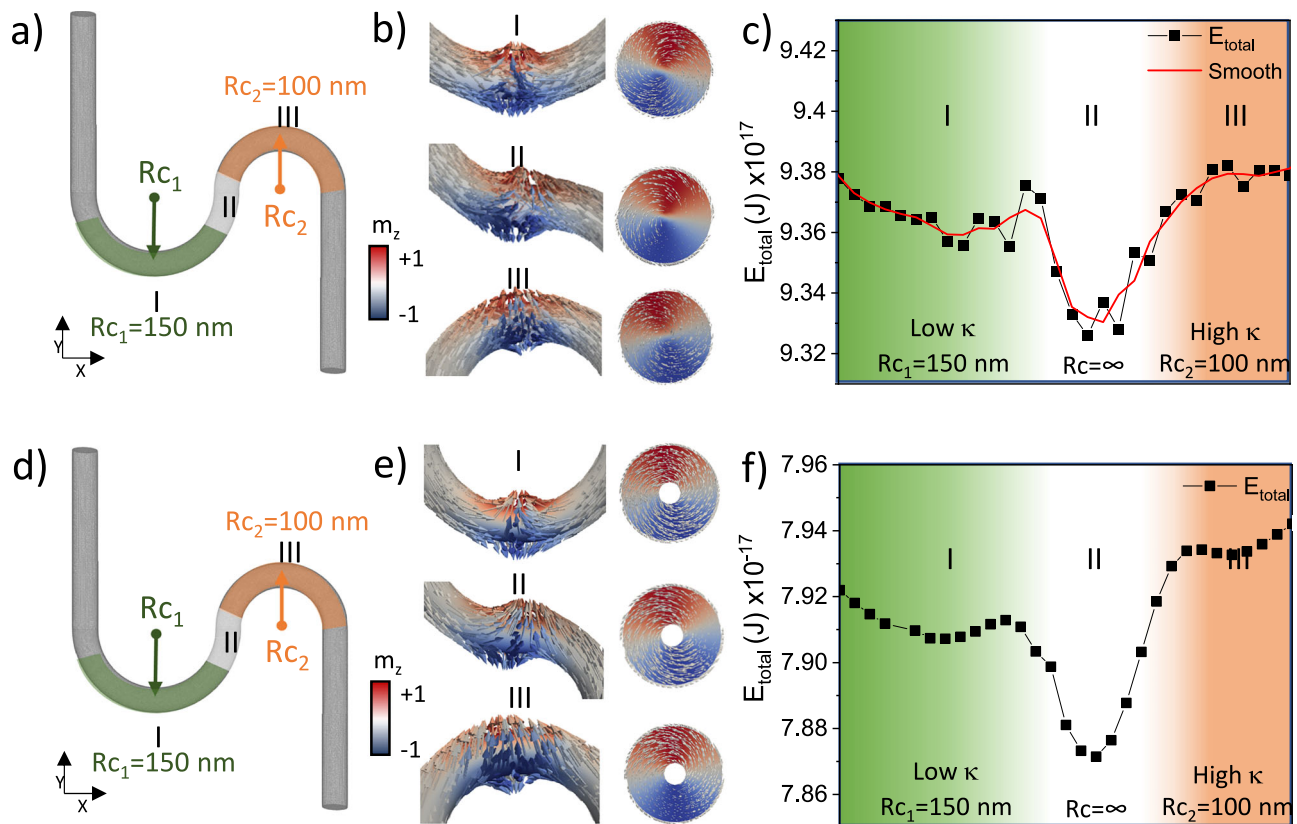 a)
Rc2=100 nm
III
Rc1
II
Rc2
I
Rc1=150 nm
Y
X
b)
I
II
III
mz
+1
-1
c)
E_total
Smooth
I
II
III
E_total (J) x10^17
9.42
9.4
9.38
9.36
9.34
9.32
Low κ
Rc1=150 nm
Rc=∞
High κ
Rc2=100 nm
d)
Rc2=100 nm
III
Rc1
II
Rc2
I
Rc1=150 nm
Y
X
e)
I
II
III
mz
+1
-1
f)
E_total
I
II
III
E_total (J) x10^-17
7.96
7.94
7.92
7.90
7.88
7.86
Low κ
Rc1=150 nm
Rc=∞
High κ
Rc2=100 nm